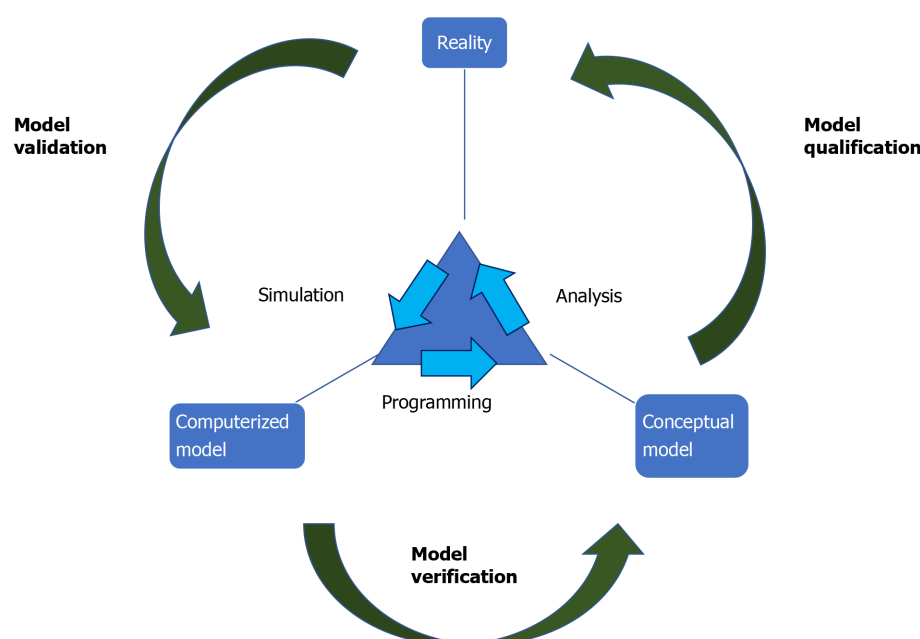 Reality
Model
validation
Model
qualification
Simulation
Analysis
Programming
Computerized
model
Conceptual
model
Model
verification